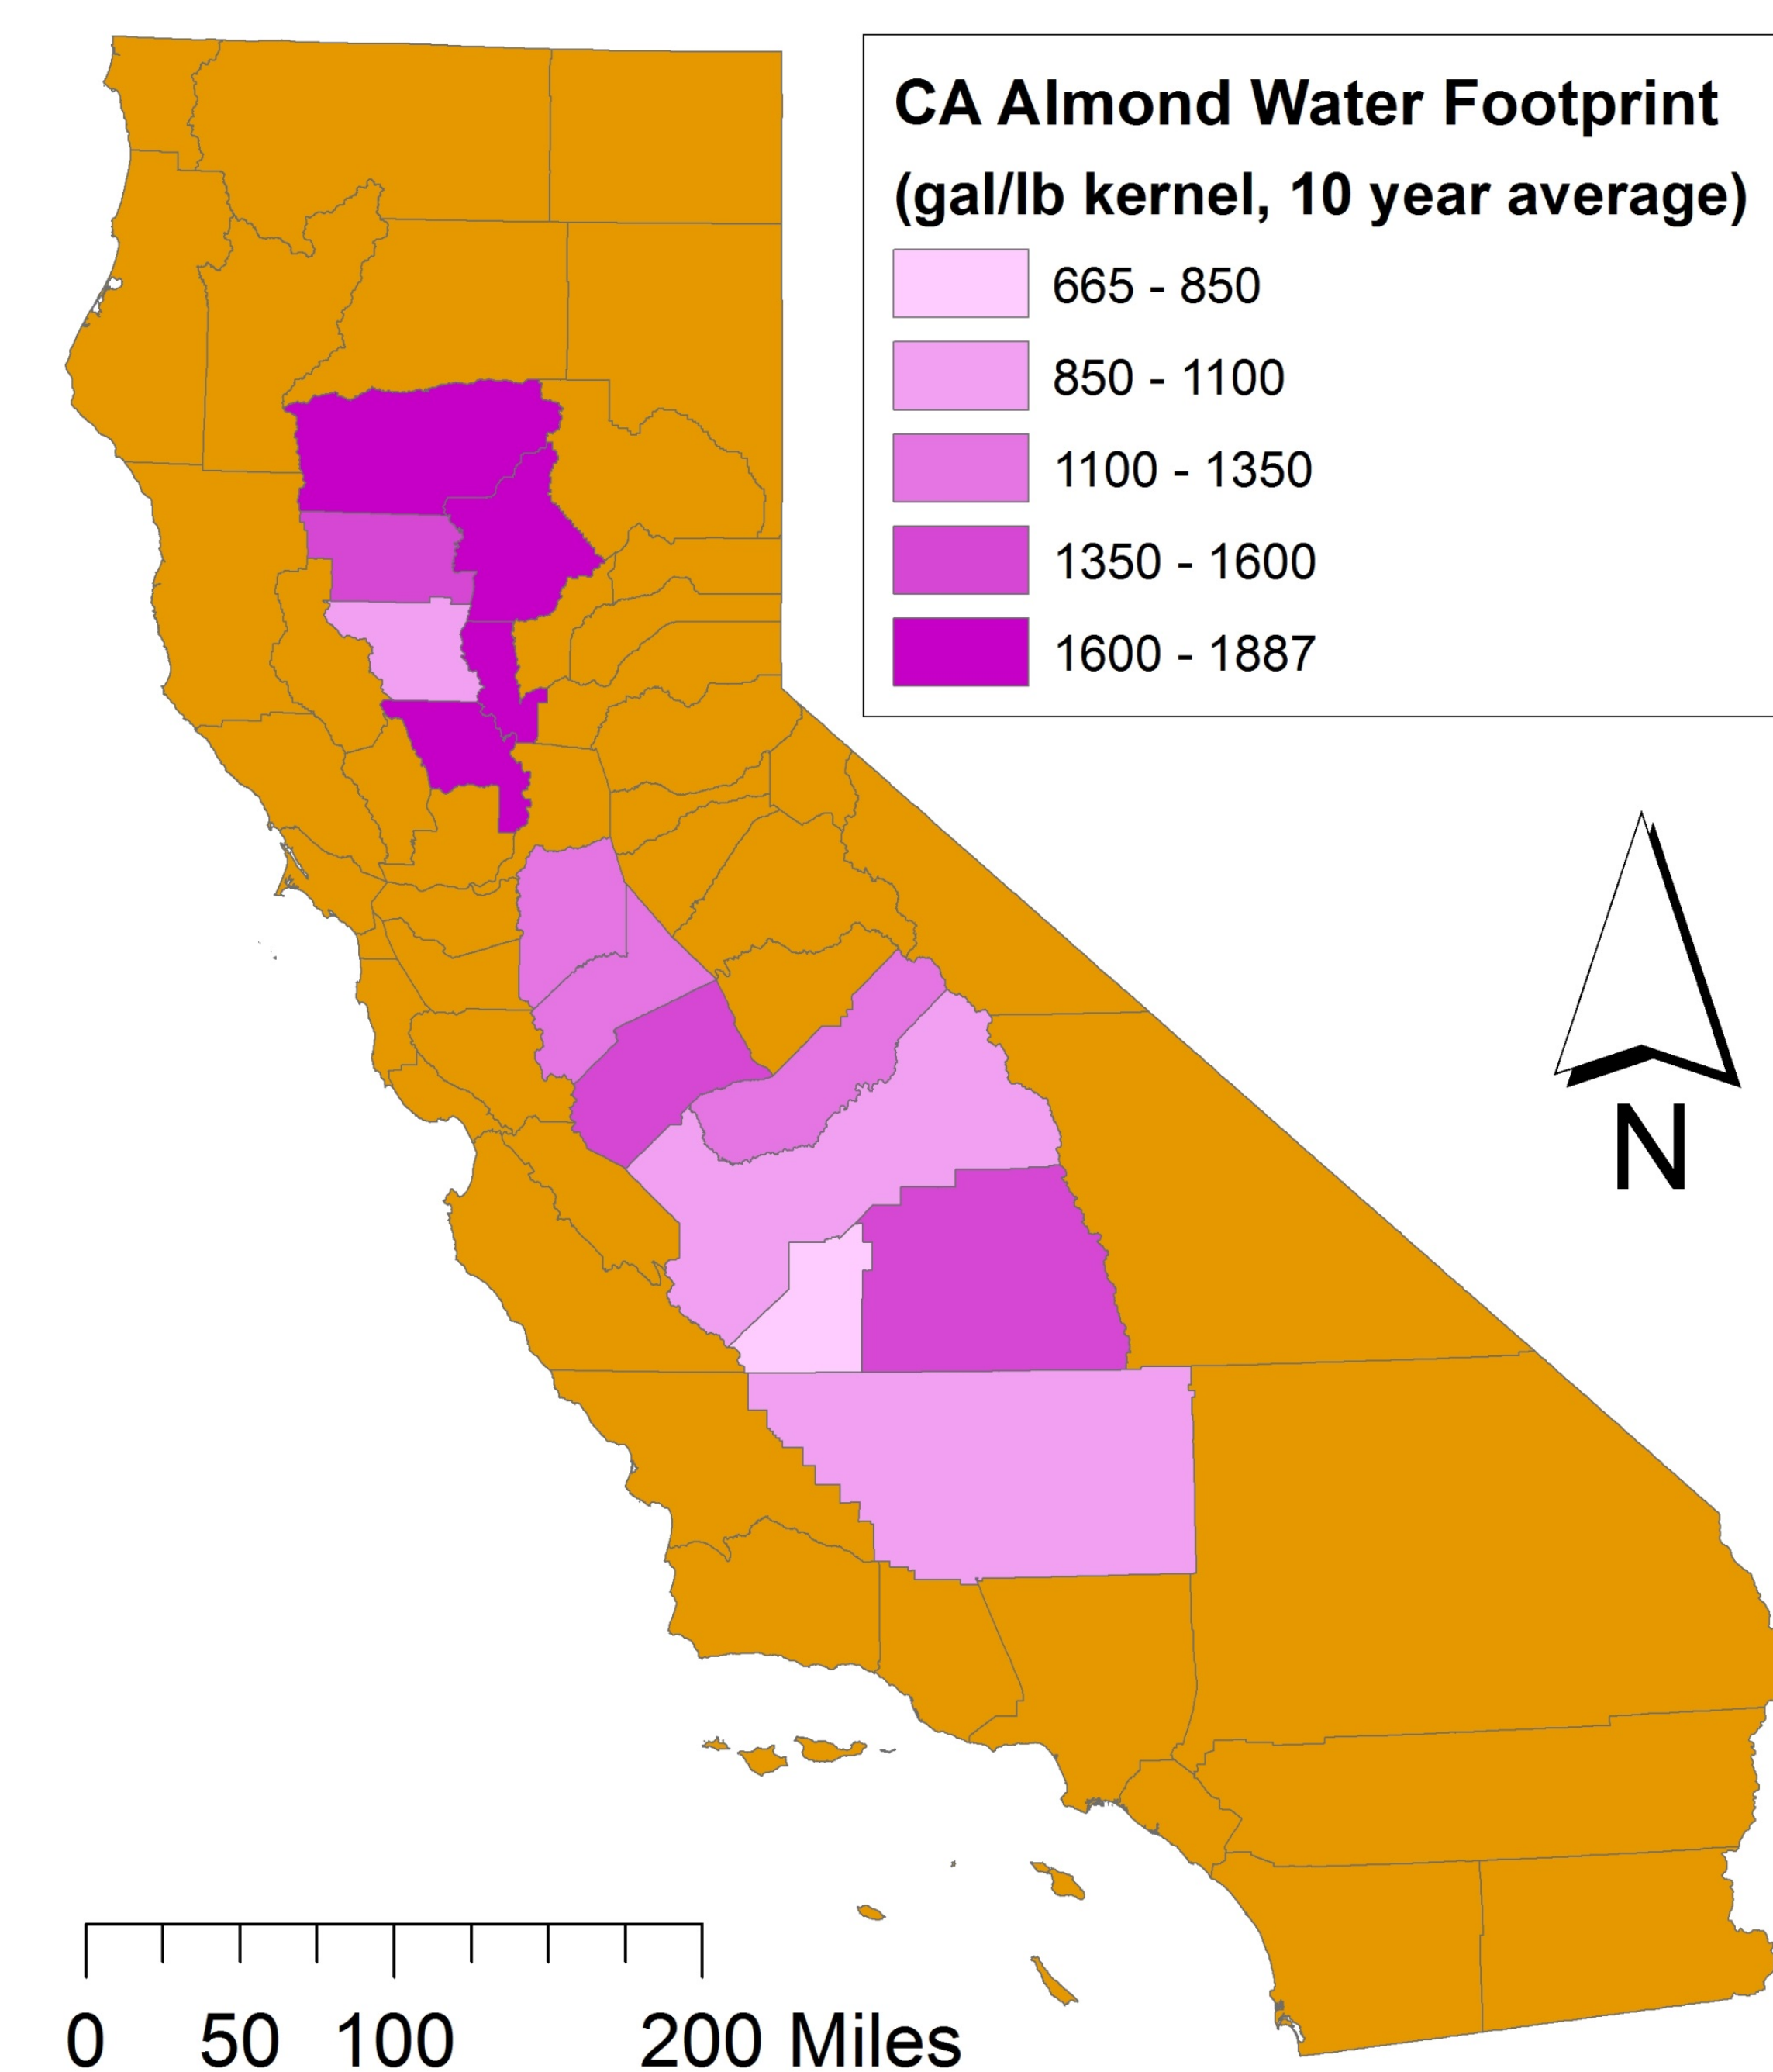 CA Almond Water Footprint
(gal/lb kernel, 10 year average)
665 - 850
850 - 1100
1100 - 1350
1350 - 1600
1600 - 1887
N
0 50 100 200 Miles